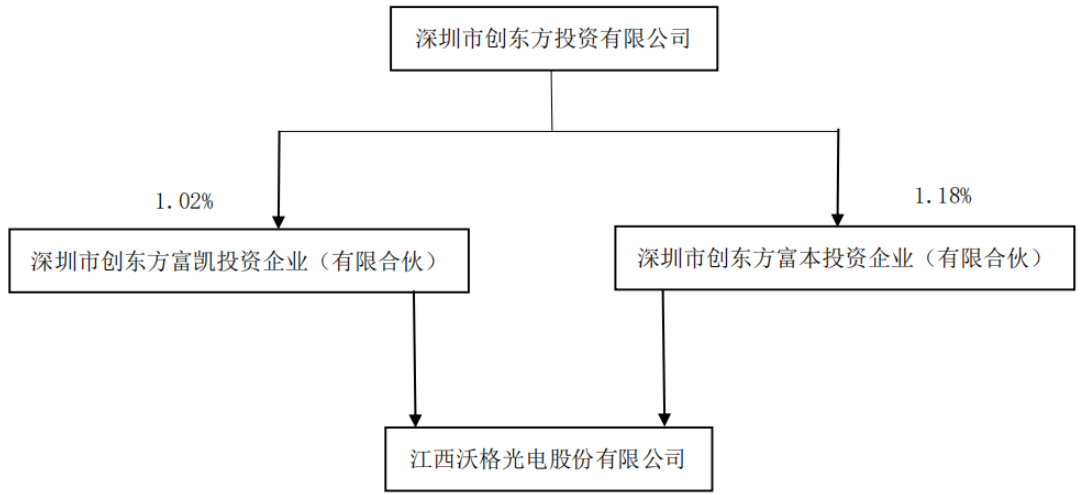 深圳市创东方投资有限公司
1.02%
1.18%
深圳市创东方富凯投资企业（有限合伙）
深圳市创东方富本投资企业（有限合伙）
江西沃格光电股份有限公司